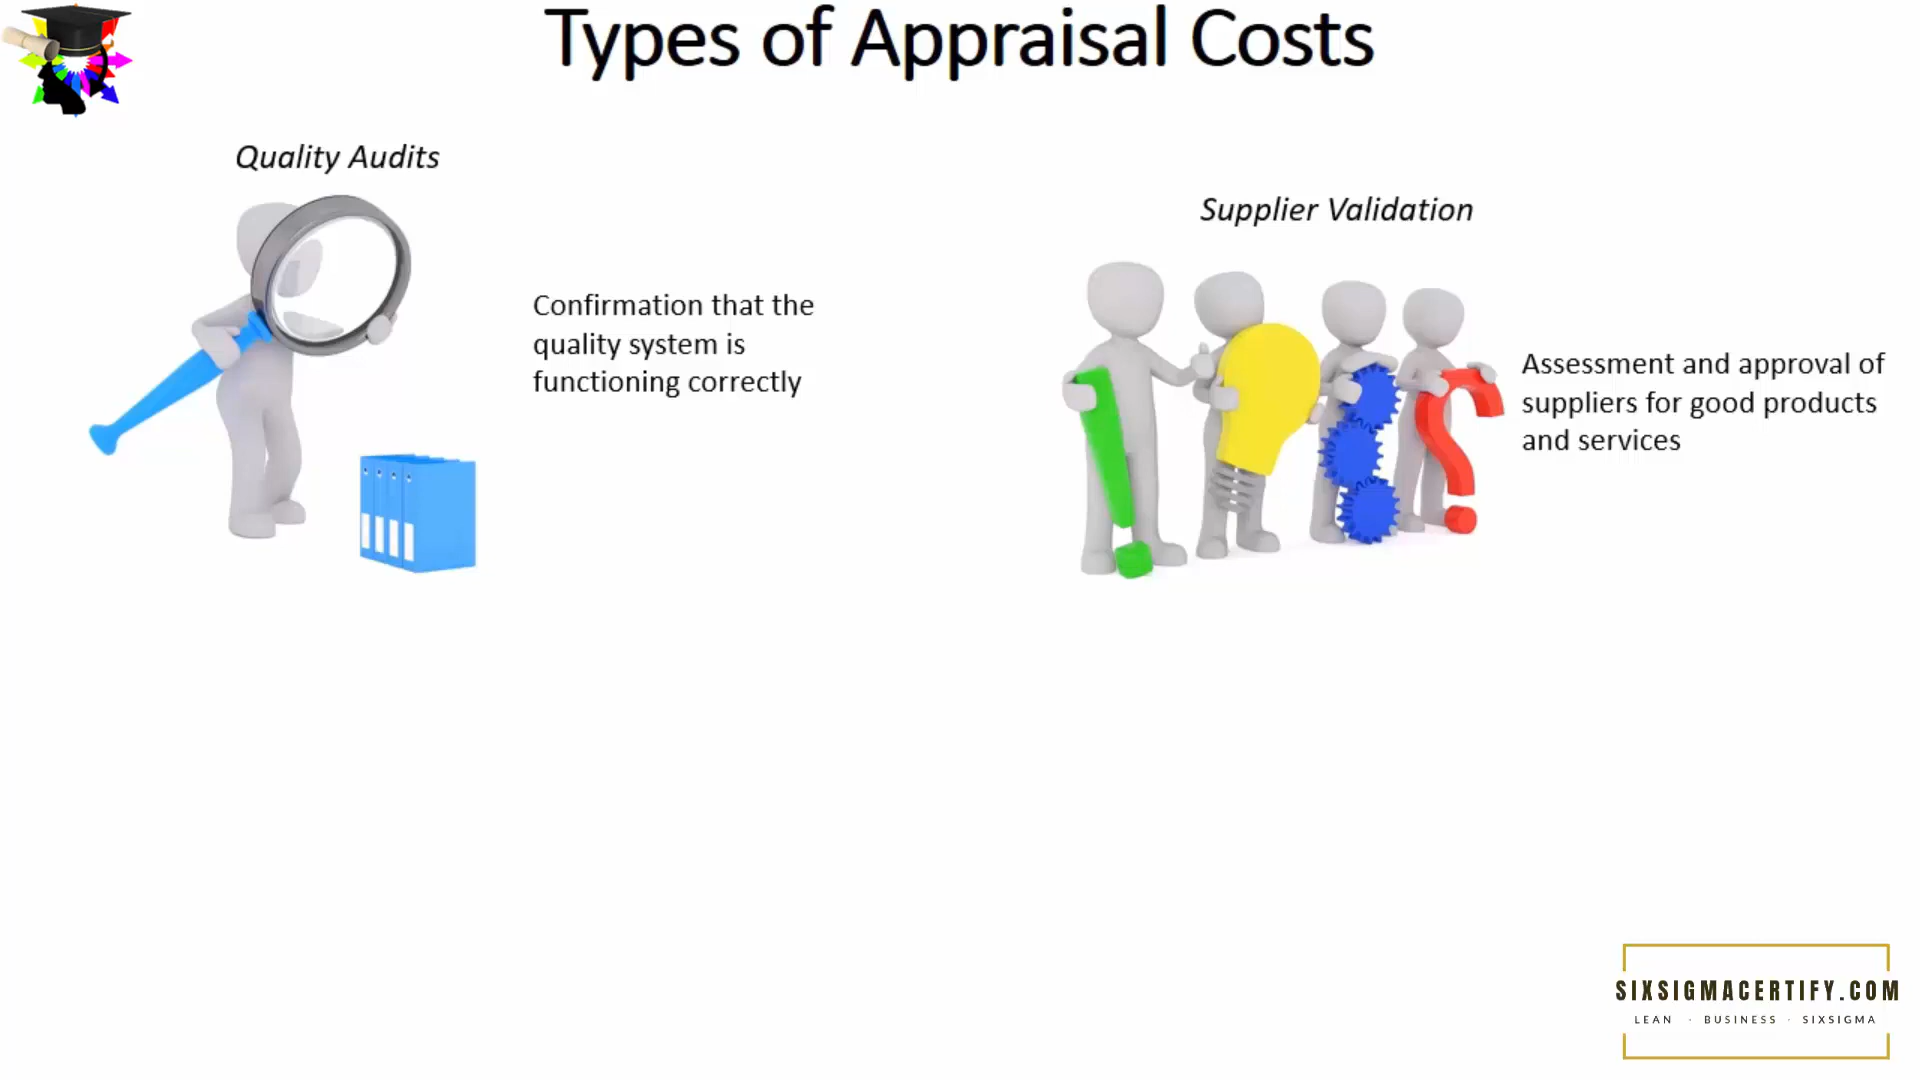 Types of Appraisal Costs
Quality Audits
Confirmation that the
quality system is
functioning correctly
Supplier Validation
Assessment and approval of
suppliers for good products
and services
SIXSIGMACERTIFY.COM
LEAN · BUSINESS · SIXSIGMA